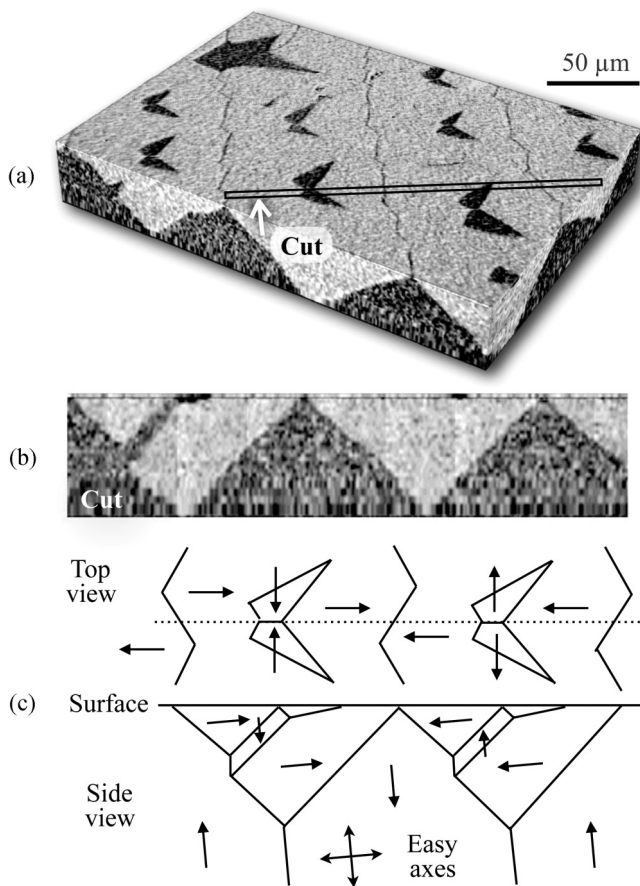 50 µm
(a)
Cut
(b)
Cut
Top
view
(c)
Surface
Side
view
Easy
axes